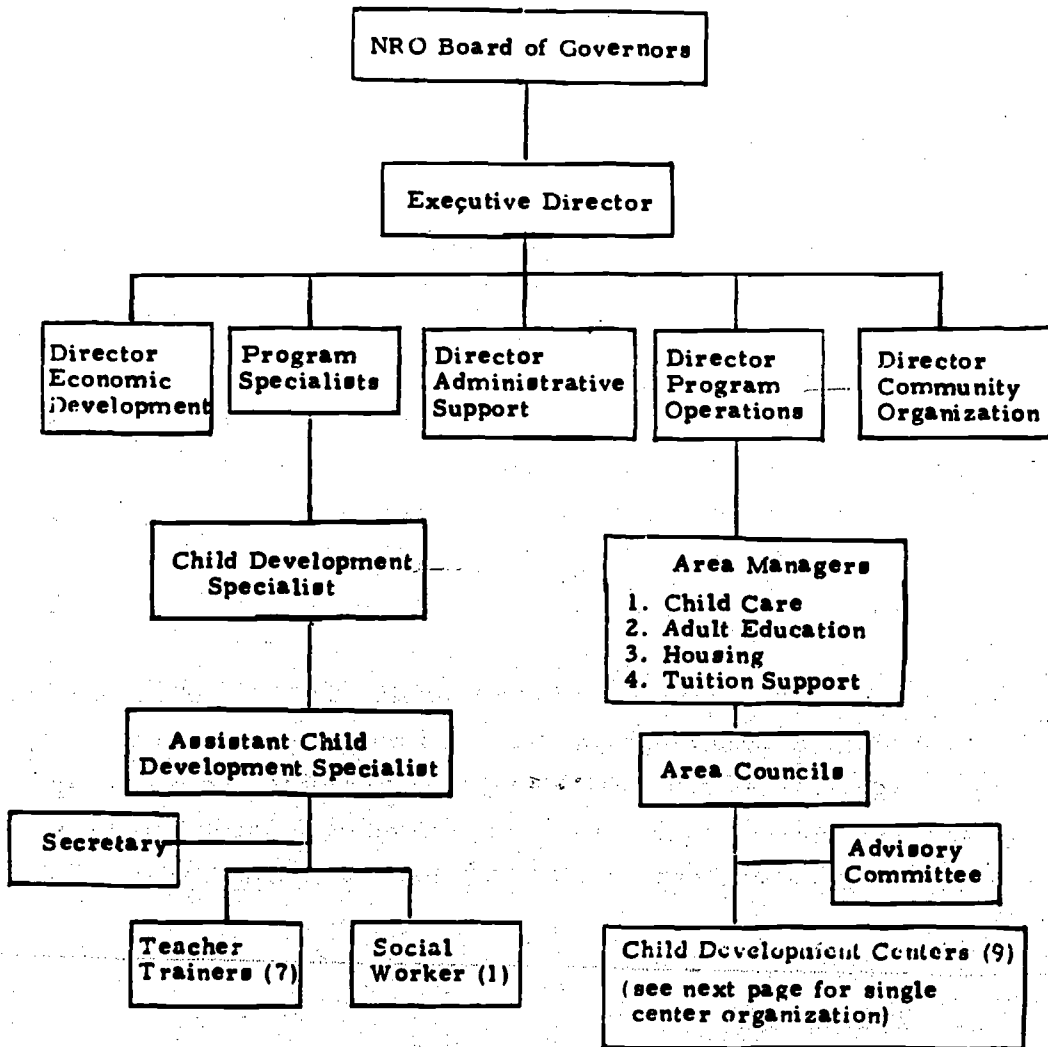 NRO Board of Governors
Executive Director
Director
Economic
Development
Program
Specialists
Director
Administrative
Support
Director
Program
Operations
Director
Community
Organization
Child Development
Specialist
Area Managers
1. Child Care
2. Adult Education
3. Housing
4. Tuition Support
Assistant Child
Development Specialist
Area Councils
Secretary
Advisory
Committee
Teacher
Trainers (7)
Social
Worker (1)
Child Development Centers (9)
(see next page for single
center organization)